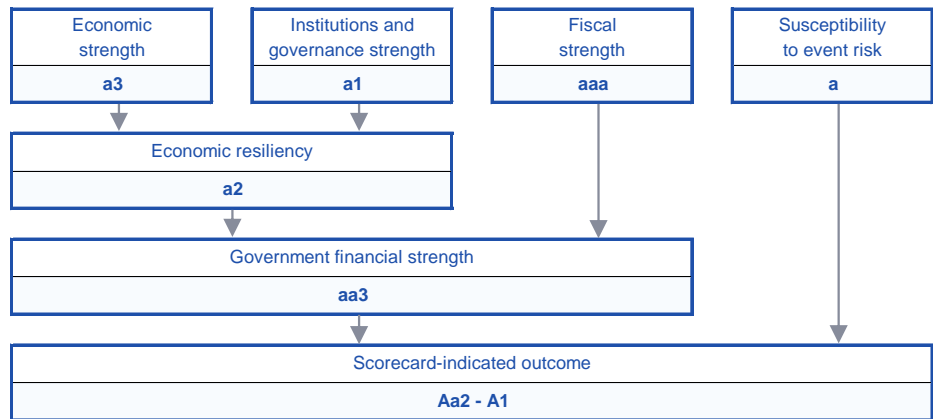 Economic
strength
a3
Institutions and
governance strength
a1
Fiscal
strength
aaa
Susceptibility
to event risk
a
Economic resiliency
a2
Government financial strength
aa3
Scorecard-indicated outcome
Aa2 - A1